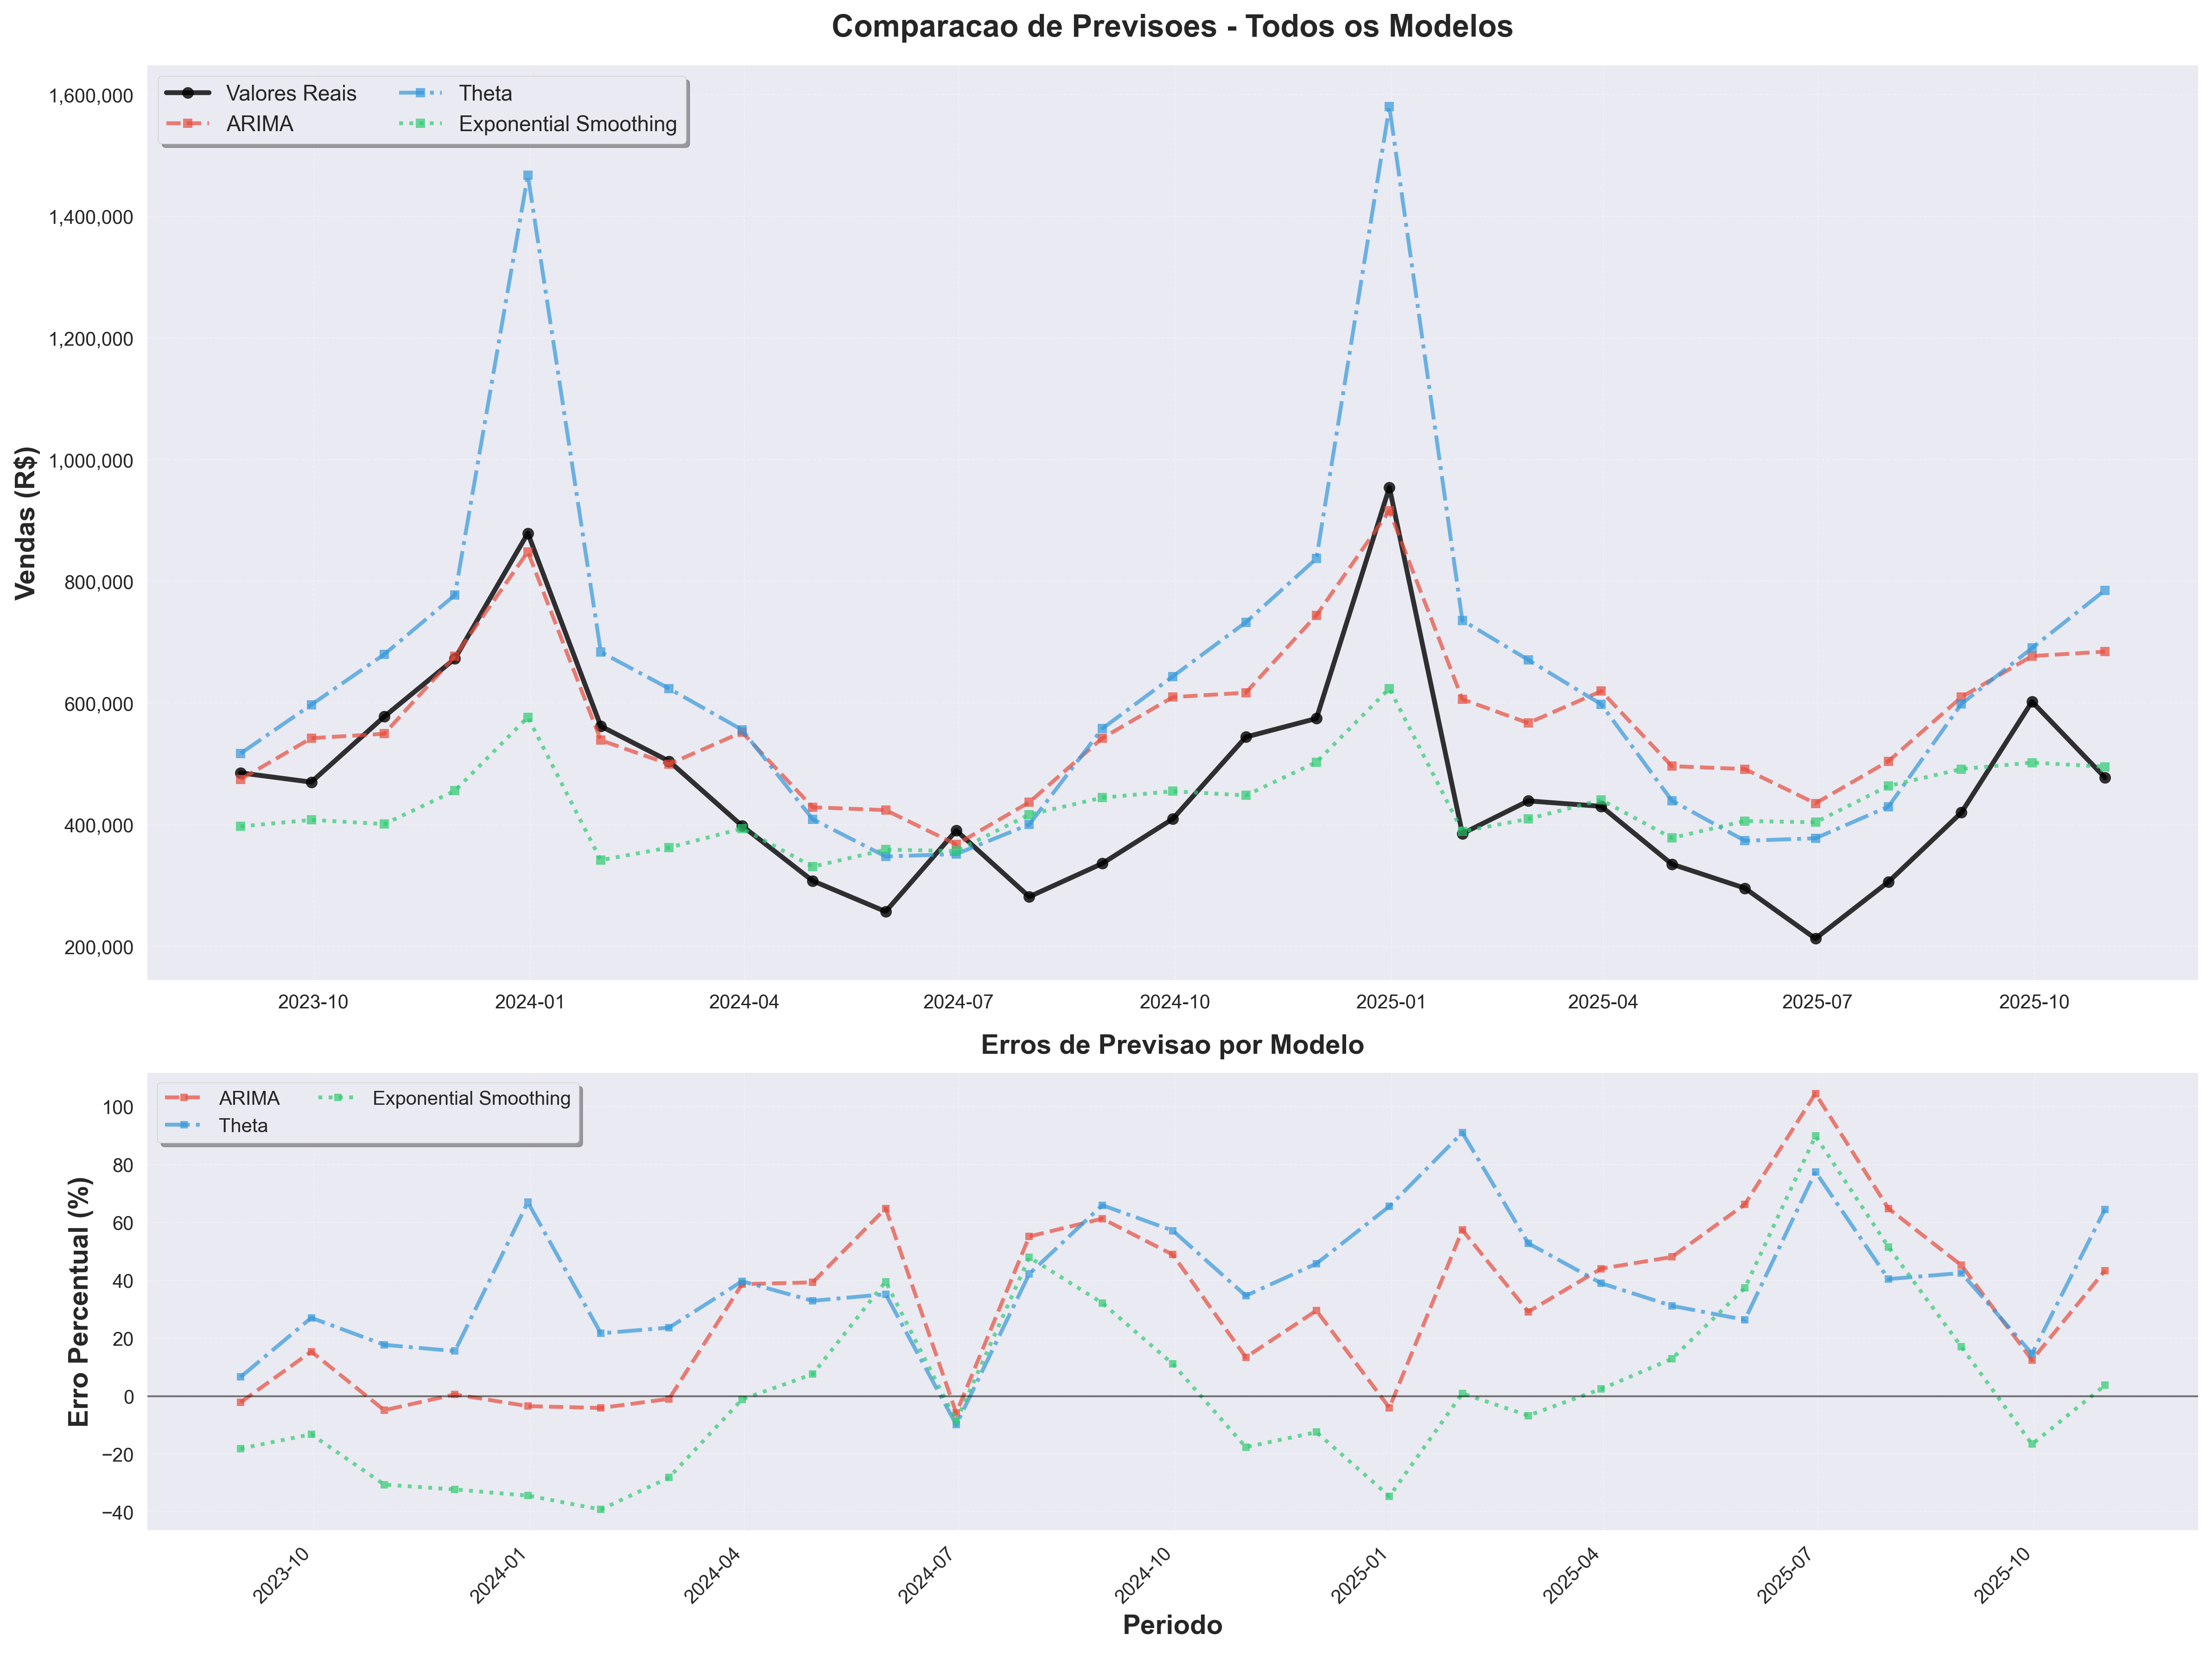 Comparacao de Previsoes - Todos os Modelos
Valores Reais
ARIMA
Theta
Exponential Smoothing
Vendas (R$)
1,600,000
1,400,000
1,200,000
1,000,000
800,000
600,000
400,000
200,000
2023-10 2024-01 2024-04 2024-07 2024-10 2025-01 2025-04 2025-07 2025-10
Erros de Previsao por Modelo
ARIMA
Theta
Exponential Smoothing
Erro Percentual (%)
100
80
60
40
20
0
−20
−40
2023-10 2024-01 2024-04 2024-07 2024-10 2025-01 2025-04 2025-07 2025-10
Periodo